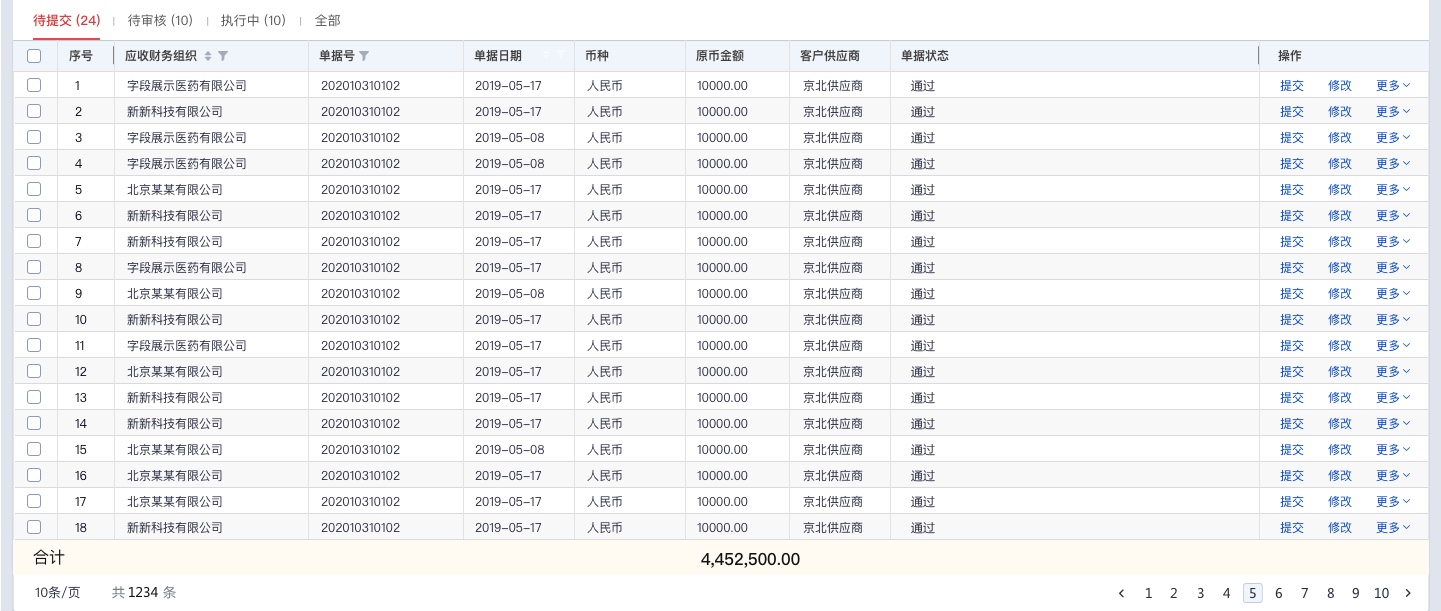 待提交 (24) 待审核 (10) 执行中 (10) 全部
序号 应收财务组织 单据号 单据日期 币种 原币金额 客户供应商 单据状态 操作
1 字段展示医药有限公司 202010310102 2019-05-17 人民币 10000.00 京北供应商 通过 提交 修改 更多
2 新新科技有限公司 202010310102 2019-05-17 人民币 10000.00 京北供应商 通过 提交 修改 更多
3 字段展示医药有限公司 202010310102 2019-05-08 人民币 10000.00 京北供应商 通过 提交 修改 更多
4 字段展示医药有限公司 202010310102 2019-05-08 人民币 10000.00 京北供应商 通过 提交 修改 更多
5 北京某某有限公司 202010310102 2019-05-17 人民币 10000.00 京北供应商 通过 提交 修改 更多
6 新新科技有限公司 202010310102 2019-05-17 人民币 10000.00 京北供应商 通过 提交 修改 更多
7 新新科技有限公司 202010310102 2019-05-17 人民币 10000.00 京北供应商 通过 提交 修改 更多
8 字段展示医药有限公司 202010310102 2019-05-17 人民币 10000.00 京北供应商 通过 提交 修改 更多
9 北京某某有限公司 202010310102 2019-05-08 人民币 10000.00 京北供应商 通过 提交 修改 更多
10 新新科技有限公司 202010310102 2019-05-17 人民币 10000.00 京北供应商 通过 提交 修改 更多
11 字段展示医药有限公司 202010310102 2019-05-17 人民币 10000.00 京北供应商 通过 提交 修改 更多
12 北京某某有限公司 202010310102 2019-05-17 人民币 10000.00 京北供应商 通过 提交 修改 更多
13 新新科技有限公司 202010310102 2019-05-17 人民币 10000.00 京北供应商 通过 提交 修改 更多
14 新新科技有限公司 202010310102 2019-05-17 人民币 10000.00 京北供应商 通过 提交 修改 更多
15 北京某某有限公司 202010310102 2019-05-08 人民币 10000.00 京北供应商 通过 提交 修改 更多
16 北京某某有限公司 202010310102 2019-05-17 人民币 10000.00 京北供应商 通过 提交 修改 更多
17 北京某某有限公司 202010310102 2019-05-17 人民币 10000.00 京北供应商 通过 提交 修改 更多
18 新新科技有限公司 202010310102 2019-05-17 人民币 10000.00 京北供应商 通过 提交 修改 更多
合计 4,452,500.00
10条/页 共 1234 条 1 2 3 4 5 6 7 8 9 10